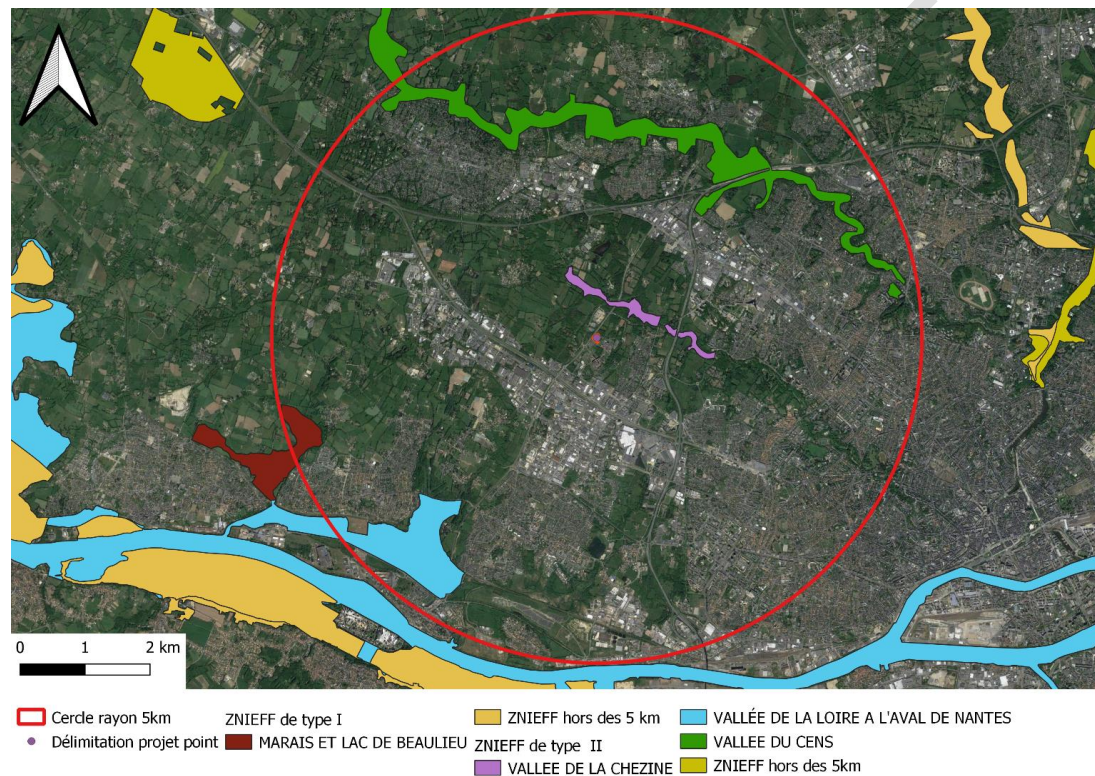 0 1 2 km
Cercle rayon 5km
Délimitation projet point
ZNIEFF de type I
MARAIS ET LAC DE BEAULIEU
ZNIEFF hors des 5 km
ZNIEFF de type II
VALLEE DE LA CHEZINE
VALLÉE DE LA LOIRE A L'AVAL DE NANTES
VALLEE DU CENS
ZNIEFF hors des 5km